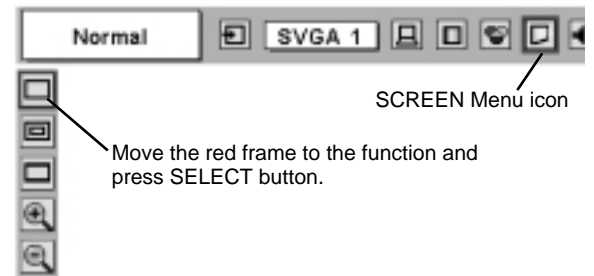 Normal
SVGA 1
SCREEN Menu icon
Move the red frame to the function and
press SELECT button.